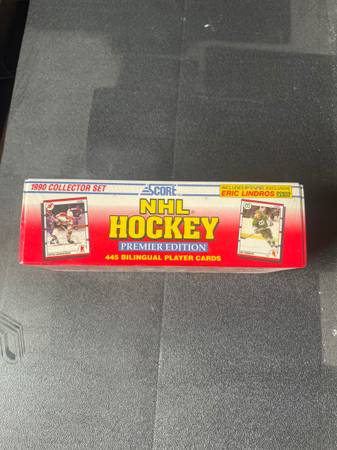 1990 COLLECTOR SET
SCORE
ERIC LINDROS
NHL
HOCKEY
PREMIER EDITION
445 BILINGUAL PLAYER CARDS